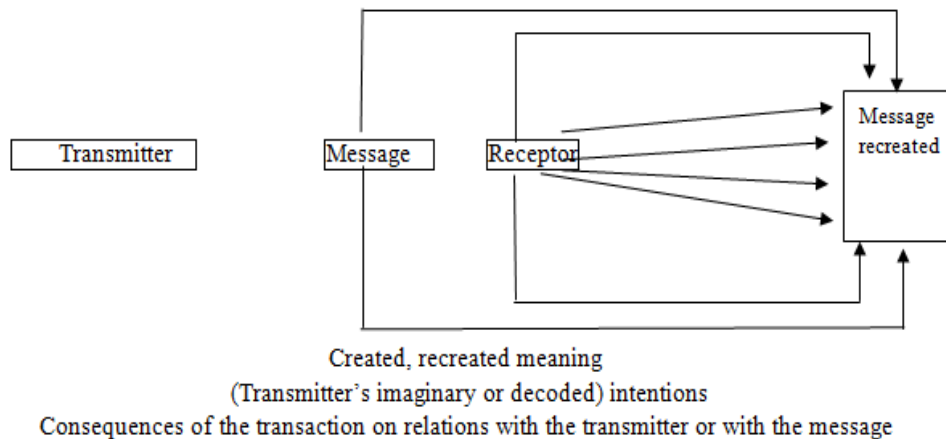 Transmitter
Message
Receptor
Message
recreated
Created, recreated meaning
(Transmitter’s imaginary or decoded) intentions
Consequences of the transaction on relations with the transmitter or with the message